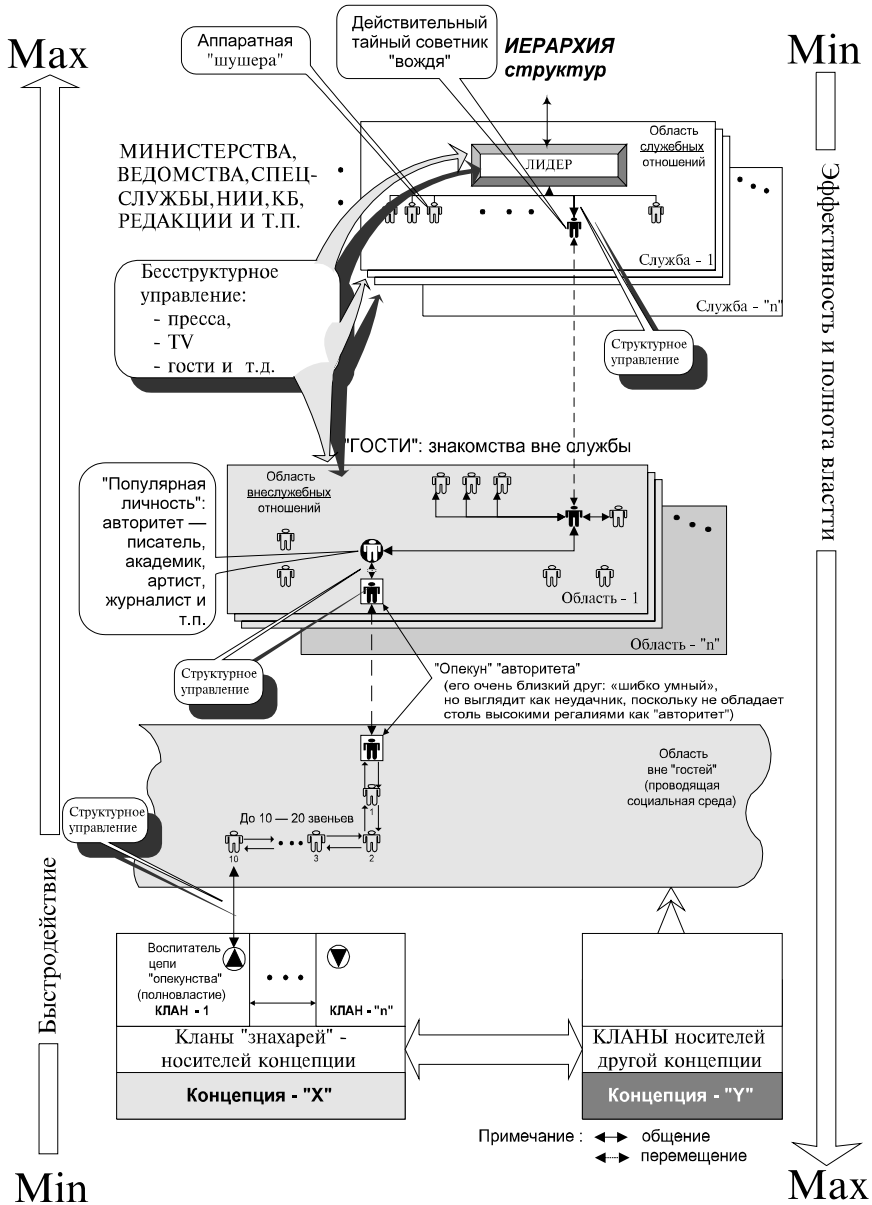 Max
Аппаратная
"шушера"
Действительный
тайный советник
"вождя"
ИЕРАРХИЯ
структур
Min
МИНИСТЕРСТВА,
ВЕДОМСТВА, СПЕЦ-
СЛУЖБЫ, НИИ, КБ,
РЕДАКЦИИ И Т.П.
Область
служебных
отношений
ЛИДЕР
Служба - 1
Служба - "n"
Бесструктурное
управление:
- пресса,
- TV
- гости и т.д.
Структурное
управление
"ГОСТИ": знакомства вне службы
Область
внеслужебных
отношений
"Популярная
личность":
авторитет —
писатель,
академик,
артист,
журналист и
т.п.
Область - 1
Область - "n"
Структурное
управление
"Опекун" "авторитета"
(его очень близкий друг: «шибко умный»,
но выглядит как неудачник, поскольку не обладает
столь высокими регалиями как "авторитет")
Область
вне "гостей"
(проводящая
социальная среда)
Структурное
управление
До 10 — 20 звеньев
1
10
3
2
Воспитатель
цепи
"опекунства"
(полновластие)
КЛАН - 1
КЛАН - "n"
Кланы "знахарей" -
носителей концепции
Концепция - "X"
КЛАНЫ носителей
другой концепции
Концепция - "Y"
Примечание :
общение
перемещение
Быстродействие
Эффективность и полнота властти
Min
Max